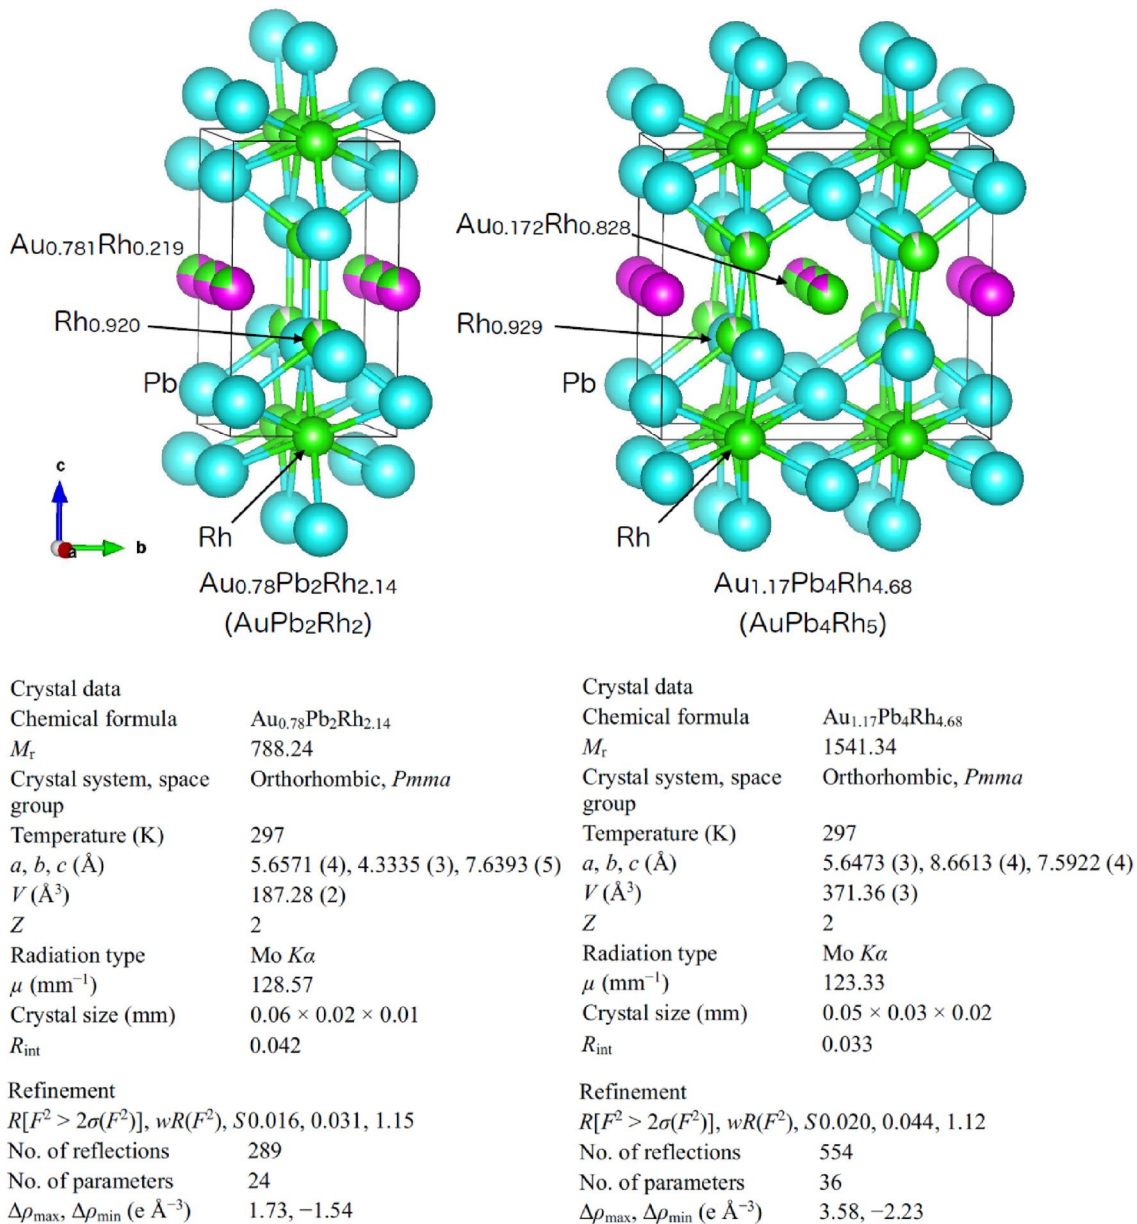 Au0.781Rh0.219
Rh0.920
Pb
Rh
c
a
b
Au0.78Pb2Rh2.14
(AuPb2Rh2)
Au0.172Rh0.828
Rh0.929
Pb
Rh
Au1.17Pb4Rh4.68
(AuPb4Rh5)
Crystal data
Chemical formula Au0.78Pb2Rh2.14
Mr 788.24
Crystal system, space Orthorhombic, Pmma
group
Temperature (K) 297
a, b, c (Å) 5.6571 (4), 4.3335 (3), 7.6393 (5)
V (Å3) 187.28 (2)
Z 2
Radiation type Mo Kα
μ (mm−1) 128.57
Crystal size (mm) 0.06 × 0.02 × 0.01
Rint 0.042
Refinement
R[F2 > 2σ(F2)], wR(F2), S 0.016, 0.031, 1.15
No. of reflections 289
No. of parameters 24
Δρmax, Δρmin (e Å−3) 1.73, −1.54
Crystal data
Chemical formula Au1.17Pb4Rh4.68
Mr 1541.34
Crystal system, space Orthorhombic, Pmma
group
Temperature (K) 297
a, b, c (Å) 5.6473 (3), 8.6613 (4), 7.5922 (4)
V (Å3) 371.36 (3)
Z 2
Radiation type Mo Kα
μ (mm−1) 123.33
Crystal size (mm) 0.05 × 0.03 × 0.02
Rint 0.033
Refinement
R[F2 > 2σ(F2)], wR(F2), S 0.020, 0.044, 1.12
No. of reflections 554
No. of parameters 36
Δρmax, Δρmin (e Å−3) 3.58, −2.23